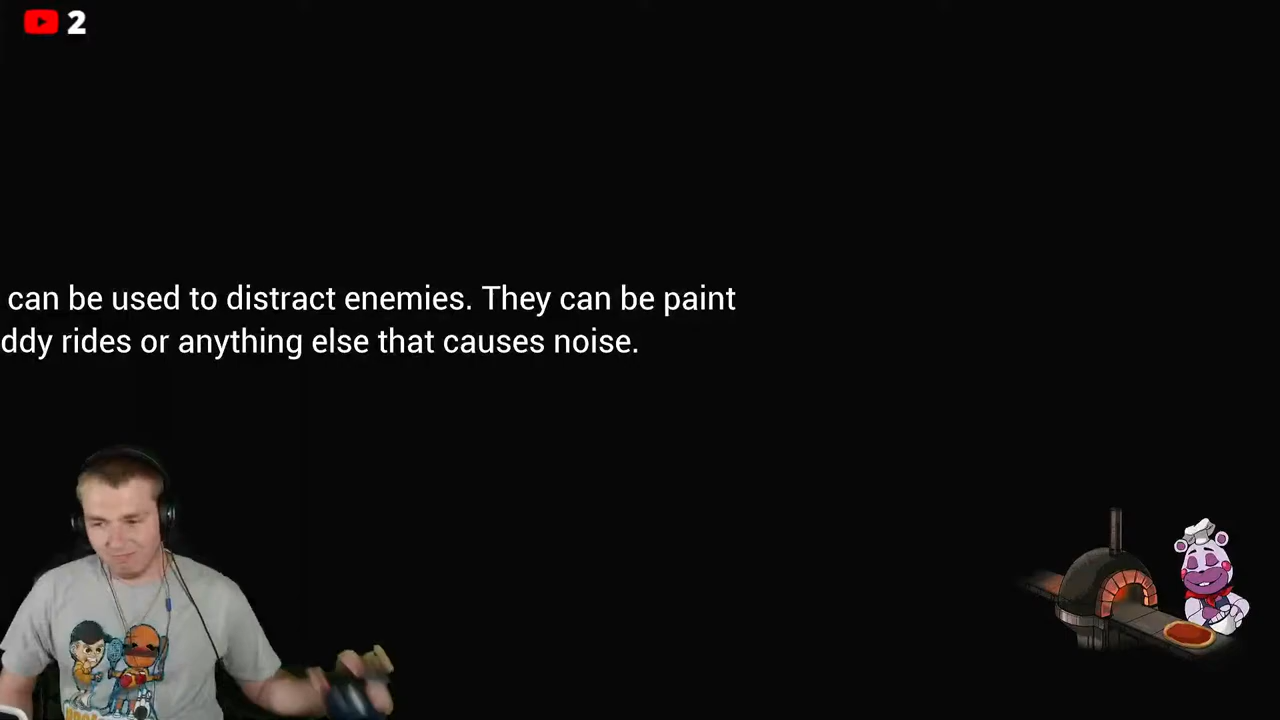 2
can be used to distract enemies. They can be paint
ddy rides or anything else that causes noise.